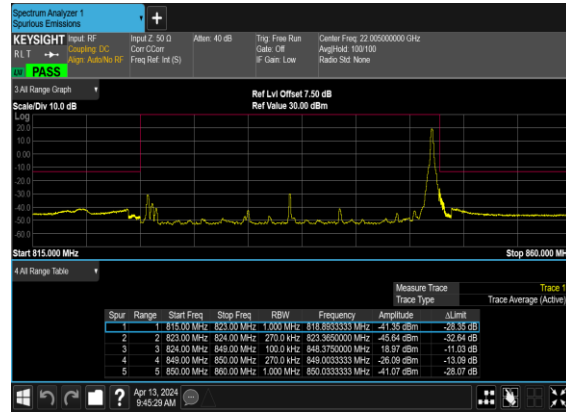 Spectrum Analyzer 1
Spurious Emissions
KEYSIGHT Input: RF Input Z: 50 Ω Atten: 40 dB Trig: Free Run Center Freq: 22.005000000 GHz
RLT Coupling: DC Corr CCorr Gate: Off Avg|Hold: 100/100
Align: Auto/No RF Freq Ref: Int (S) IF Gain: Low Radio Std: None
LW PASS
3 All Range Graph Ref Lvl Offset 7.50 dB
Scale/Div 10.0 dB Ref Value 30.00 dBm
Log
20.0
10.0
0.00
-10.0
-20.0
-30.0
-40.0
-50.0
-60.0
Start 815.000 MHz Stop 860.000 MH
4 All Range Table
Measure Trace Trace 1
Trace Type Trace Average (Active)
Spur Range Start Freq Stop Freq RBW Frequency Amplitude ΔLimit
1 1 815.00 MHz 823.00 MHz 1.000 MHz 818.8933333 MHz -41.35 dBm -28.35 dB
2 2 823.00 MHz 824.00 MHz 270.0 kHz 823.3650000 MHz -45.64 dBm -32.64 dB
3 3 824.00 MHz 849.00 MHz 100.0 kHz 848.3750000 MHz 18.97 dBm -11.03 dB
4 4 849.00 MHz 850.00 MHz 270.0 kHz 849.0033333 MHz -26.09 dBm -13.09 dB
5 5 850.00 MHz 860.00 MHz 1.000 MHz 850.0333333 MHz -41.07 dBm -28.07 dB
? Apr 13, 2024
9:45:29 AM